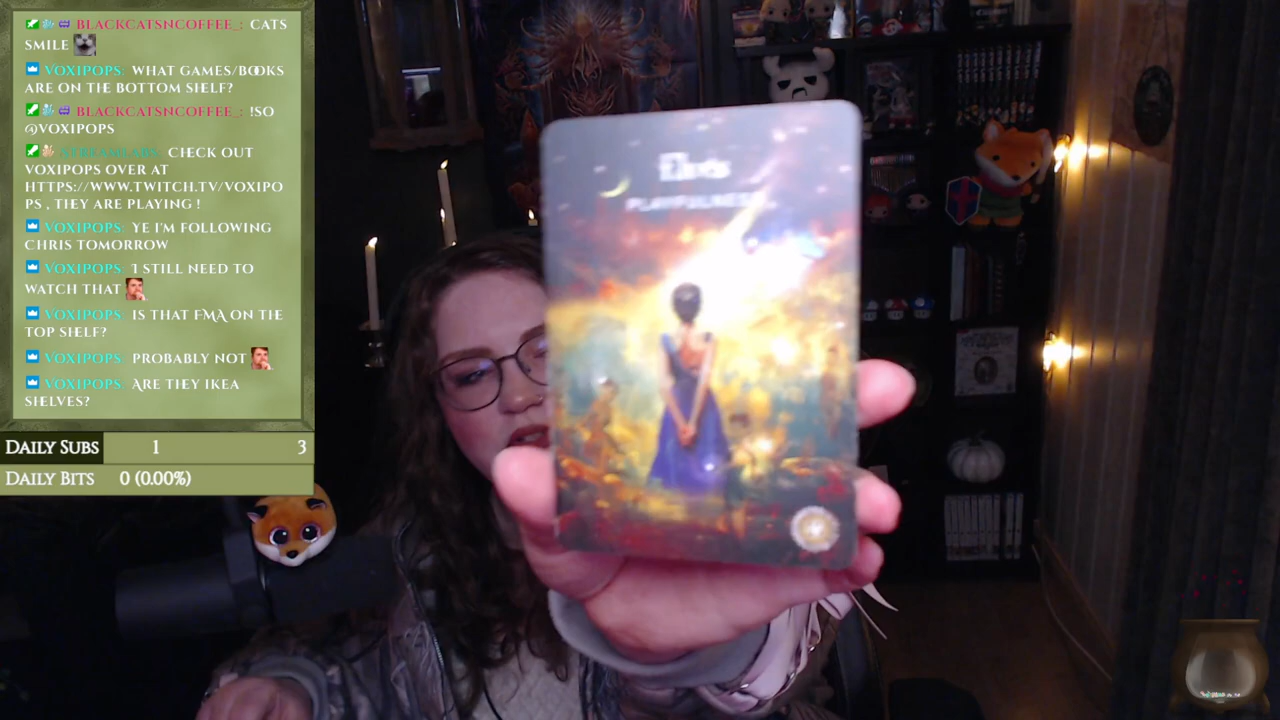 BLACKCATSNCOFFEE_: CATS
SMILE
VOXIPOPS: WHAT GAMES/BOOKS
ARE ON THE BOTTOM SHELF?
BLACKCATSNCOFFEE_: !SO
@VOXIPOPS
CHECK OUT
VOXIPOPS OVER AT
HTTPS://WWW.TWITCH.TV/VOXIPO
PS , THEY ARE PLAYING !
VOXIPOPS: YE I'M FOLLOWING
CHRIS TOMORROW
VOXIPOPS: I STILL NEED TO
WATCH THAT
VOXIPOPS: IS THAT FMA ON THE
TOP SHELF?
VOXIPOPS: PROBABLY NOT
VOXIPOPS: ARE THEY IKEA
SHELVES?
DAILY SUBS 1 3
DAILY BITS 0 (0.00%)
PLAYFULNESS